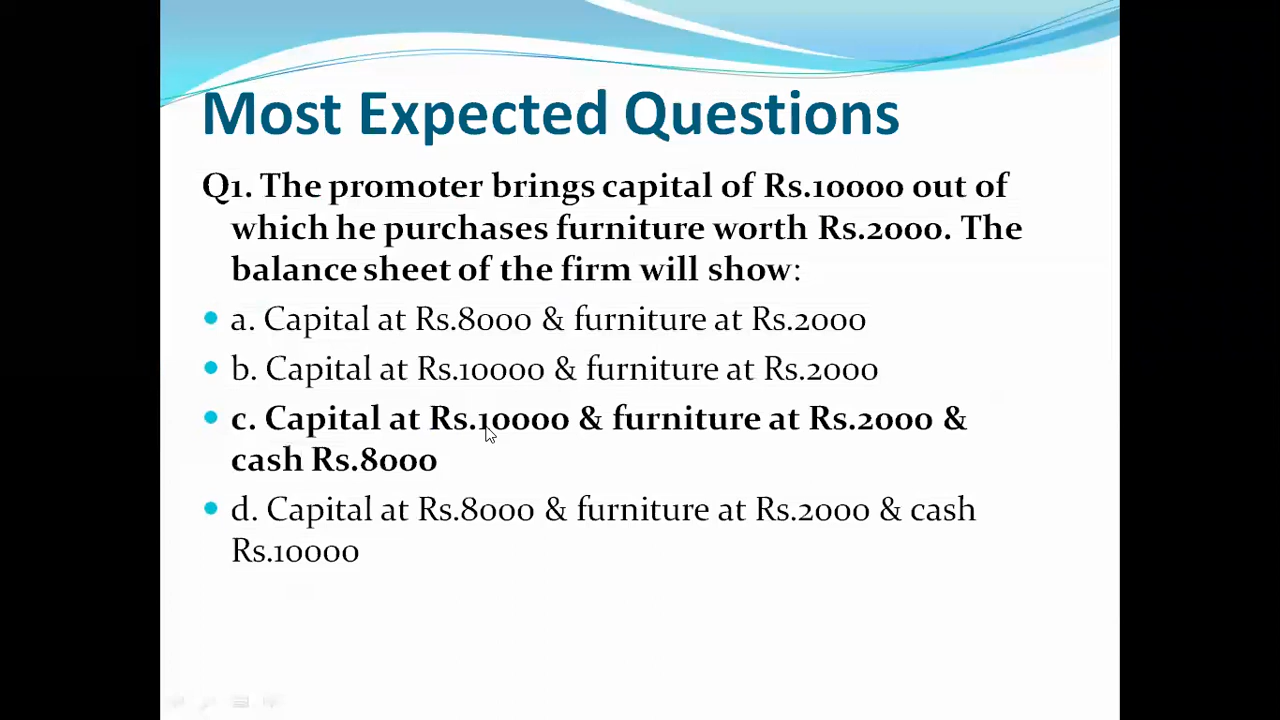 Most Expected Questions
Q1. The promoter brings capital of Rs.10000 out of
which he purchases furniture worth Rs.2000. The
balance sheet of the firm will show:
• a. Capital at Rs.8000 & furniture at Rs.2000
• b. Capital at Rs.10000 & furniture at Rs.2000
• c. Capital at Rs.10000 & furniture at Rs.2000 &
cash Rs.8000
• d. Capital at Rs.8000 & furniture at Rs.2000 & cash
Rs.10000